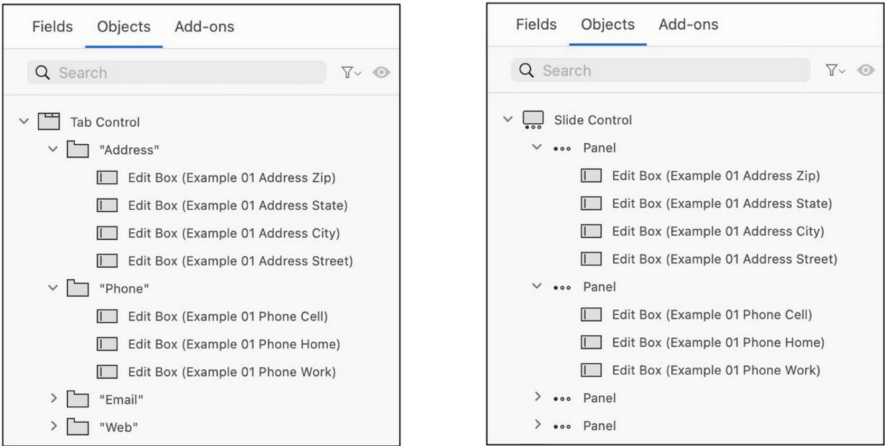 Fields Objects Add-ons
Search
Tab Control
"Address"
Edit Box (Example 01 Address Zip)
Edit Box (Example 01 Address State)
Edit Box (Example 01 Address City)
Edit Box (Example 01 Address Street)
"Phone"
Edit Box (Example 01 Phone Cell)
Edit Box (Example 01 Phone Home)
Edit Box (Example 01 Phone Work)
"Email"
"Web"
Fields Objects Add-ons
Search
Slide Control
Panel
Edit Box (Example 01 Address Zip)
Edit Box (Example 01 Address State)
Edit Box (Example 01 Address City)
Edit Box (Example 01 Address Street)
Panel
Edit Box (Example 01 Phone Cell)
Edit Box (Example 01 Phone Home)
Edit Box (Example 01 Phone Work)
Panel
Panel